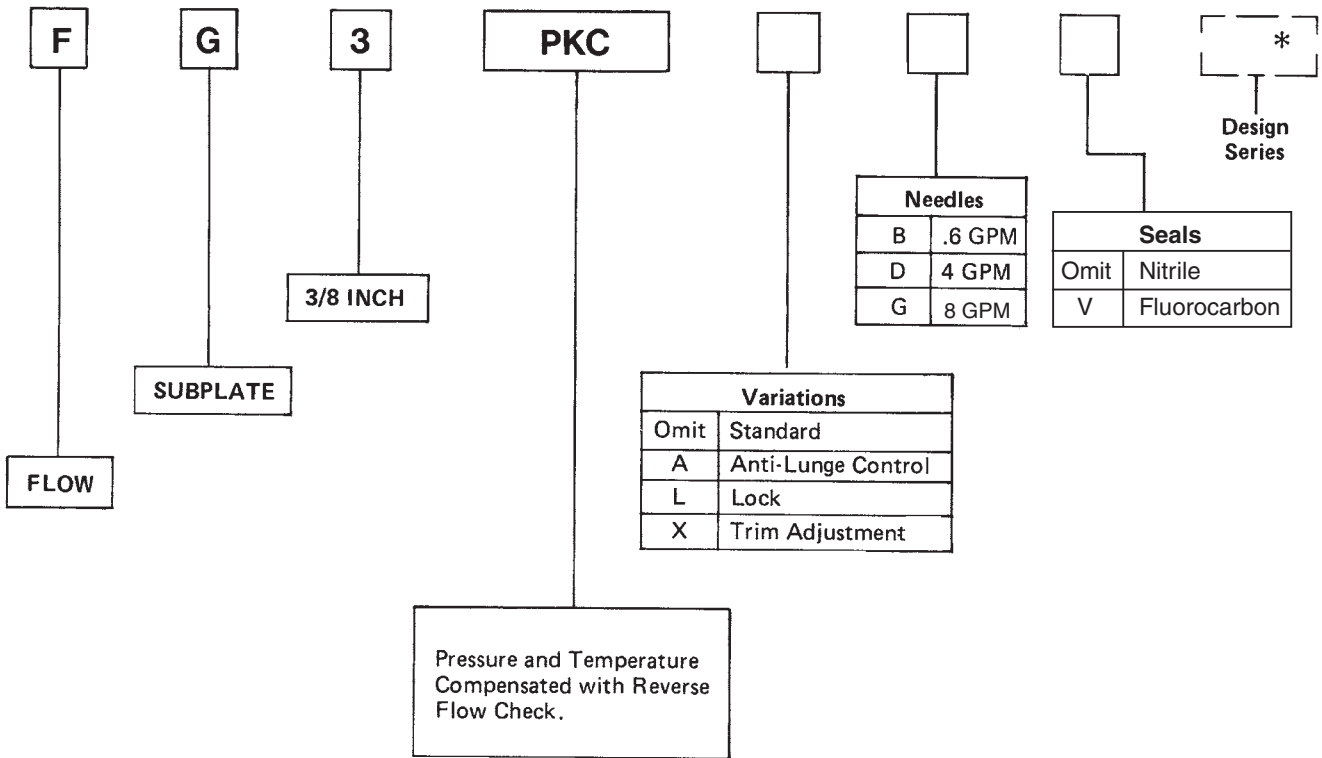 F G 3 PKC *
Design
Series
Needles
B .6 GPM
D 4 GPM
G 8 GPM
Seals
Omit Nitrile
V Fluorocarbon
3/8 INCH
SUBPLATE
Variations
Omit Standard
A Anti-Lunge Control
L Lock
X Trim Adjustment
FLOW
Pressure and Temperature
Compensated with Reverse
Flow Check.